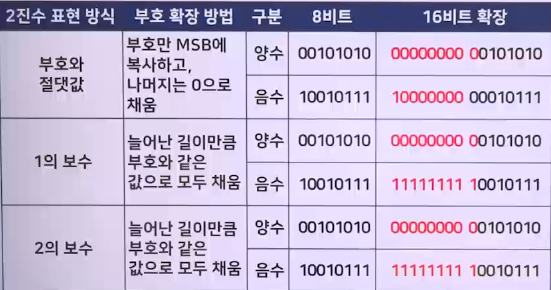 2진수 표현 방식 부호 확장 방법 구분 8비트 16비트 확장
부호와
절댓값
부호만 MSB에
복사하고,
나머지는 0으로
채움
양수 00101010 00000000 00101010
음수 10010111 10000000 00010111
1의 보수
늘어난 길이만큼
부호와 같은
값으로 모두 채움
양수 00101010 00000000 00101010
음수 10010111 11111111 10010111
2의 보수
늘어난 길이만큼
부호와 같은
값으로 모두 채움
양수 00101010 00000000 00101010
음수 10010111 11111111 10010111